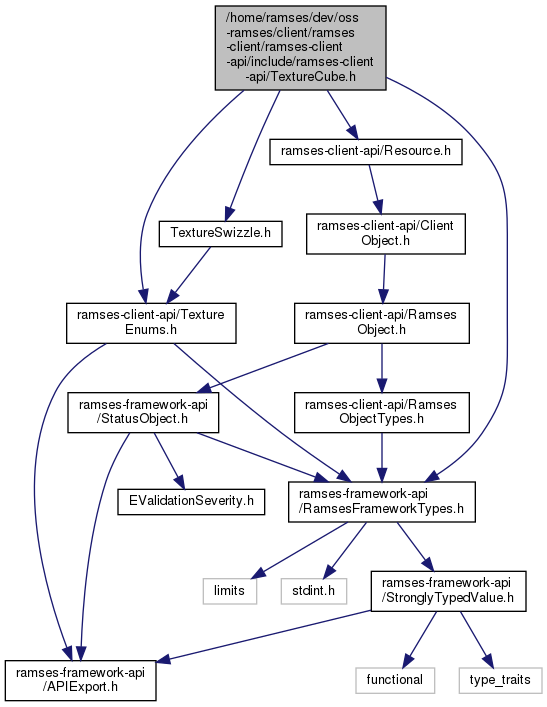 /home/ramses/dev/oss
-ramses/client/ramses
-client/ramses-client
-api/include/ramses-client
-api/TextureCube.h
ramses-client-api/Resource.h
TextureSwizzle.h
ramses-client-api/Client
Object.h
ramses-client-api/Texture
Enums.h
ramses-client-api/Ramses
Object.h
ramses-framework-api
/StatusObject.h
ramses-client-api/Ramses
ObjectTypes.h
EValidationSeverity.h
ramses-framework-api
/RamsesFrameworkTypes.h
limits
stdint.h
ramses-framework-api
/StronglyTypedValue.h
ramses-framework-api
/APIExport.h
functional
type_traits